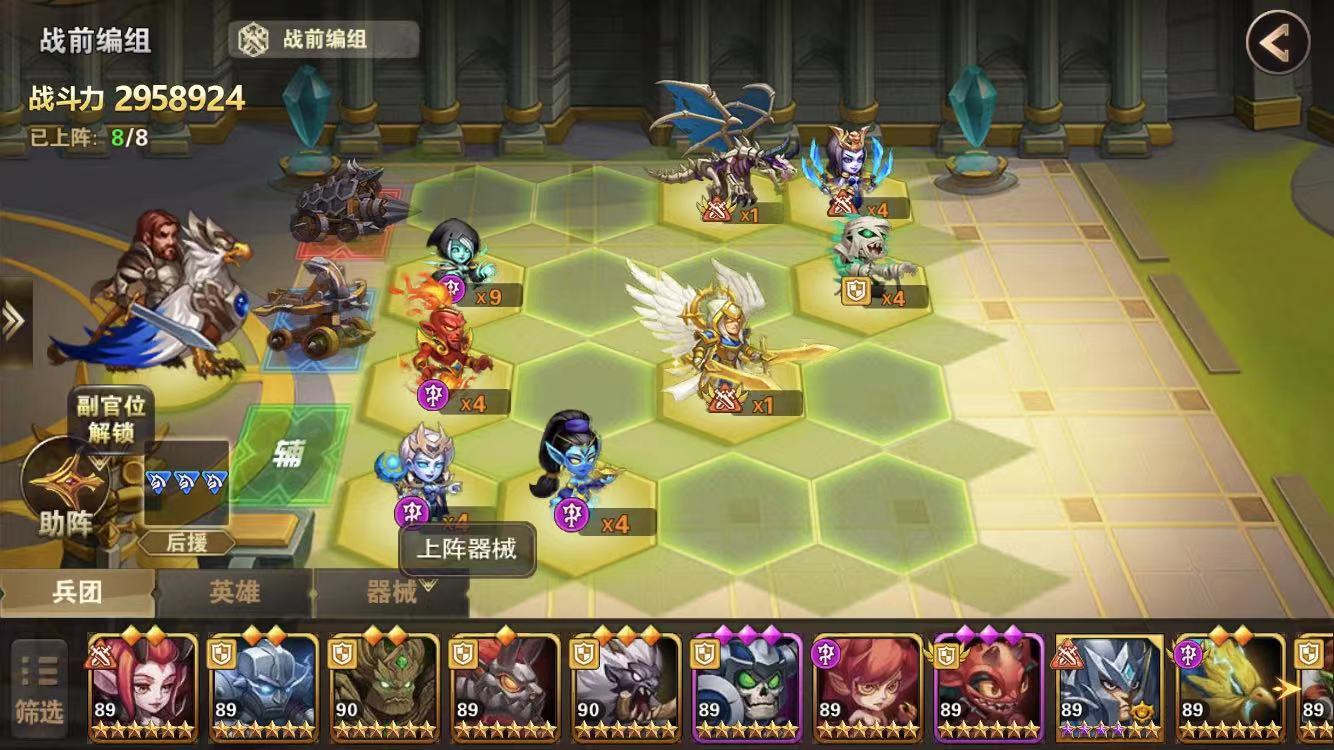 战前编组
战前编组
战斗力 2958924
已上阵: 8/8
x1
x4
x9
x4
x4
x1
x4
x4
辅
副官位
解锁
助阵
后援
上阵器械
兵团
英雄
器械
筛选
89
89
90
89
90
89
89
89
89
89
89